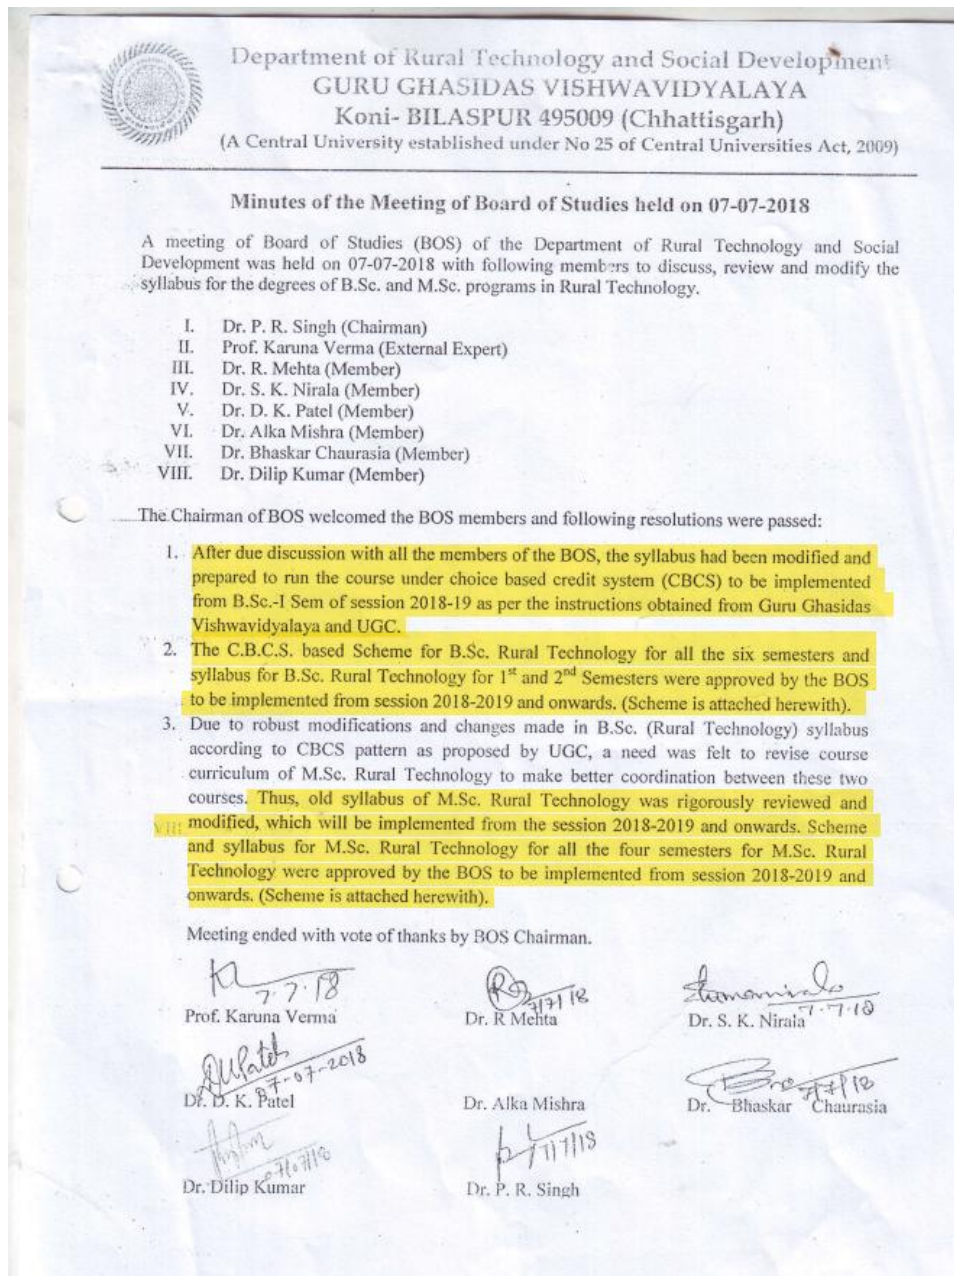 Department of Rural Technology and Social Development
GURU GHASIDAS VISHWAVIDYALAYA
Koni- BILASPUR 495009 (Chhattisgarh)
(A Central University established under No 25 of Central Universities Act, 2009)
Minutes of the Meeting of Board of Studies held on 07-07-2018
A meeting of Board of Studies (BOS) of the Department of Rural Technology and Social
Development was held on 07-07-2018 with following members to discuss, review and modify the
syllabus for the degrees of B.Sc. and M.Sc. programs in Rural Technology.
I. Dr. P. R. Singh (Chairman)
II. Prof. Karuna Verma (External Expert)
III. Dr. R. Mehta (Member)
IV. Dr. S. K. Nirala (Member)
V. Dr. D. K. Patel (Member)
VI. Dr. Alka Mishra (Member)
VII. Dr. Bhaskar Chaurasia (Member)
VIII. Dr. Dilip Kumar (Member)
The Chairman of BOS welcomed the BOS members and following resolutions were passed:
1. After due discussion with all the members of the BOS, the syllabus had been modified and
prepared to run the course under choice based credit system (CBCS) to be implemented
from B.Sc.-I Sem of session 2018-19 as per the instructions obtained from Guru Ghasidas
Vishwavidyalaya and UGC.
2. The C.B.C.S. based Scheme for B.Sc. Rural Technology for all the six semesters and
syllabus for B.Sc. Rural Technology for 1st and 2nd Semesters were approved by the BOS
to be implemented from session 2018-2019 and onwards. (Scheme is attached herewith).
3. Due to robust modifications and changes made in B.Sc. (Rural Technology) syllabus
according to CBCS pattern as proposed by UGC, a need was felt to revise course
curriculum of M.Sc. Rural Technology to make better coordination between these two
courses. Thus, old syllabus of M.Sc. Rural Technology was rigorously reviewed and
modified, which will be implemented from the session 2018-2019 and onwards. Scheme
and syllabus for M.Sc. Rural Technology for all the four semesters for M.Sc. Rural
Technology were approved by the BOS to be implemented from session 2018-2019 and
onwards. (Scheme is attached herewith).
Meeting ended with vote of thanks by BOS Chairman.
7.7.18 7/7/18 7-7-18
Prof. Karuna Verma Dr. R Mehta Dr. S. K. Nirala
DKPatel 07-07-2018 7/7/18
Dr. D. K. Patel Dr. Alka Mishra Dr. Bhaskar Chaurasia
07/07/18 7/7/18
Dr. Dilip Kumar Dr. P. R. Singh